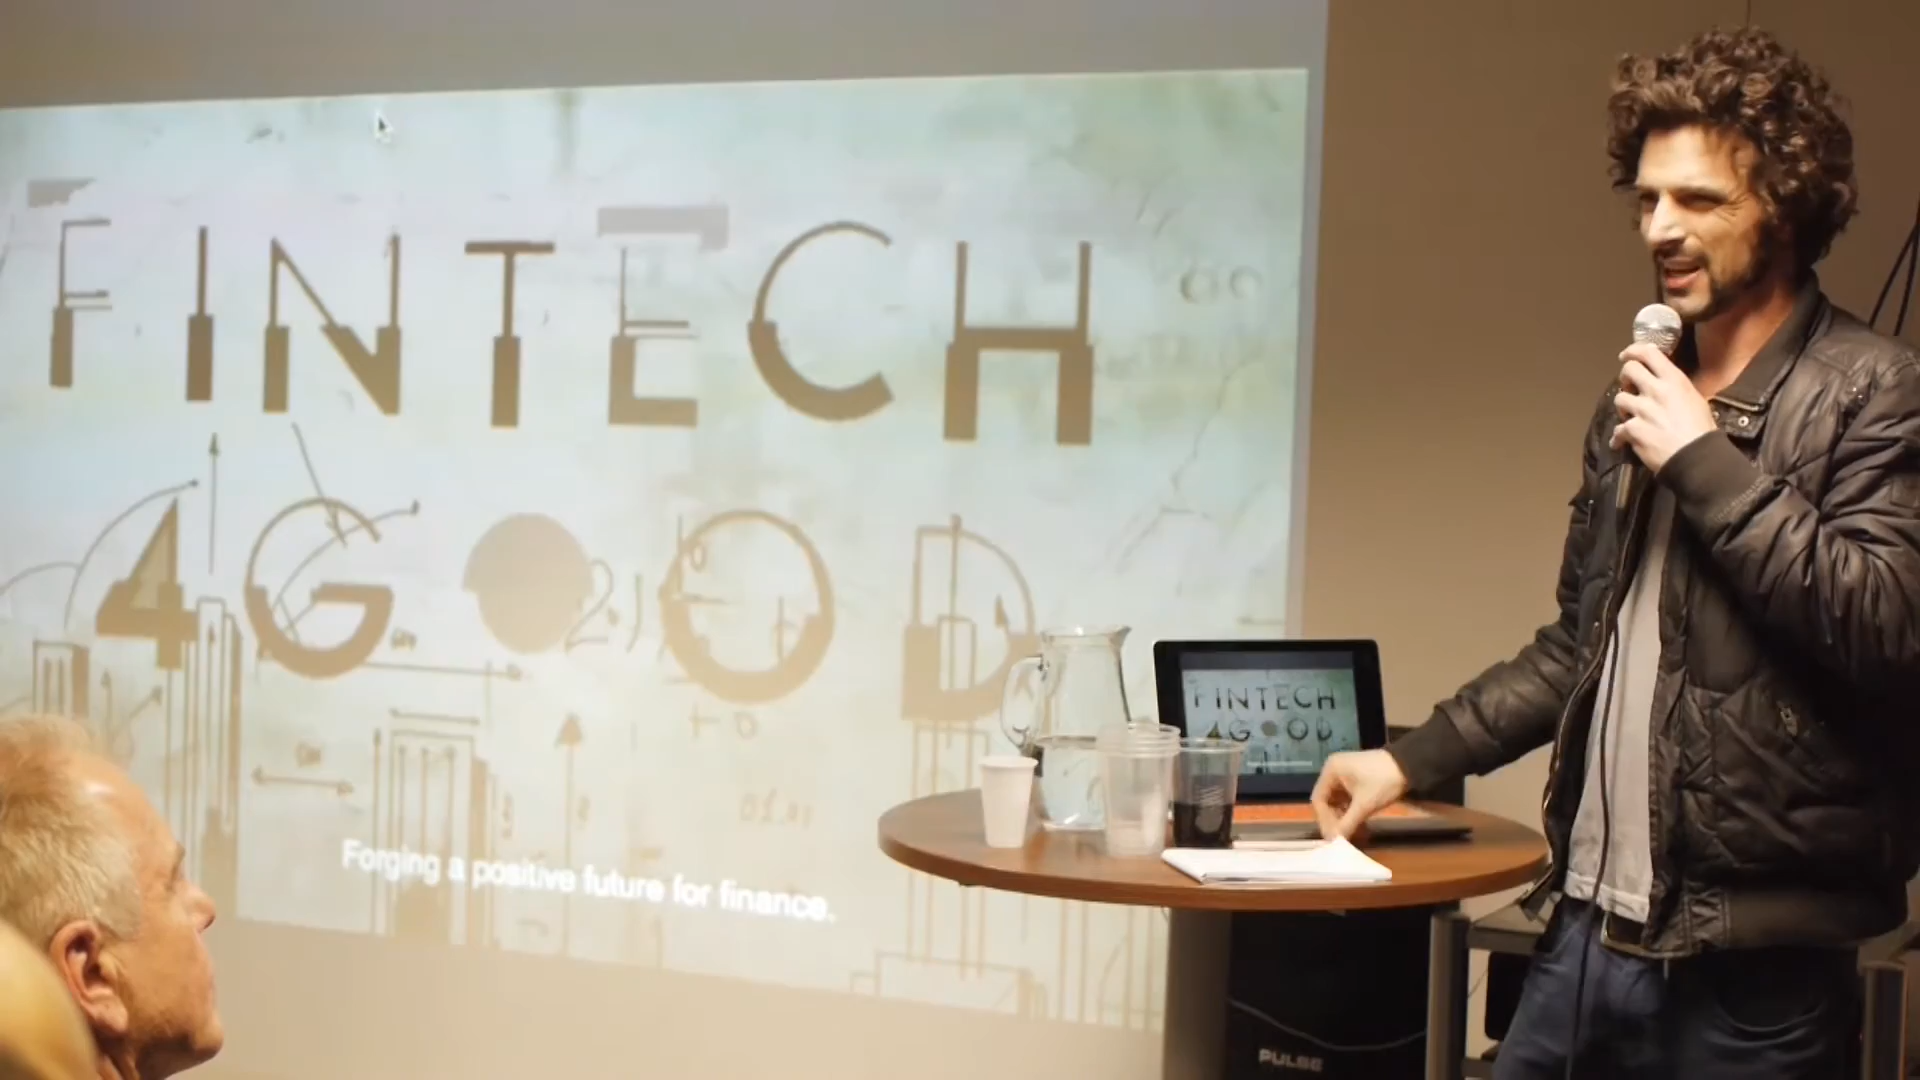 FINTECH
4GOOD
Forging a positive future for finance.
FINTECH
4GOOD
PULSE